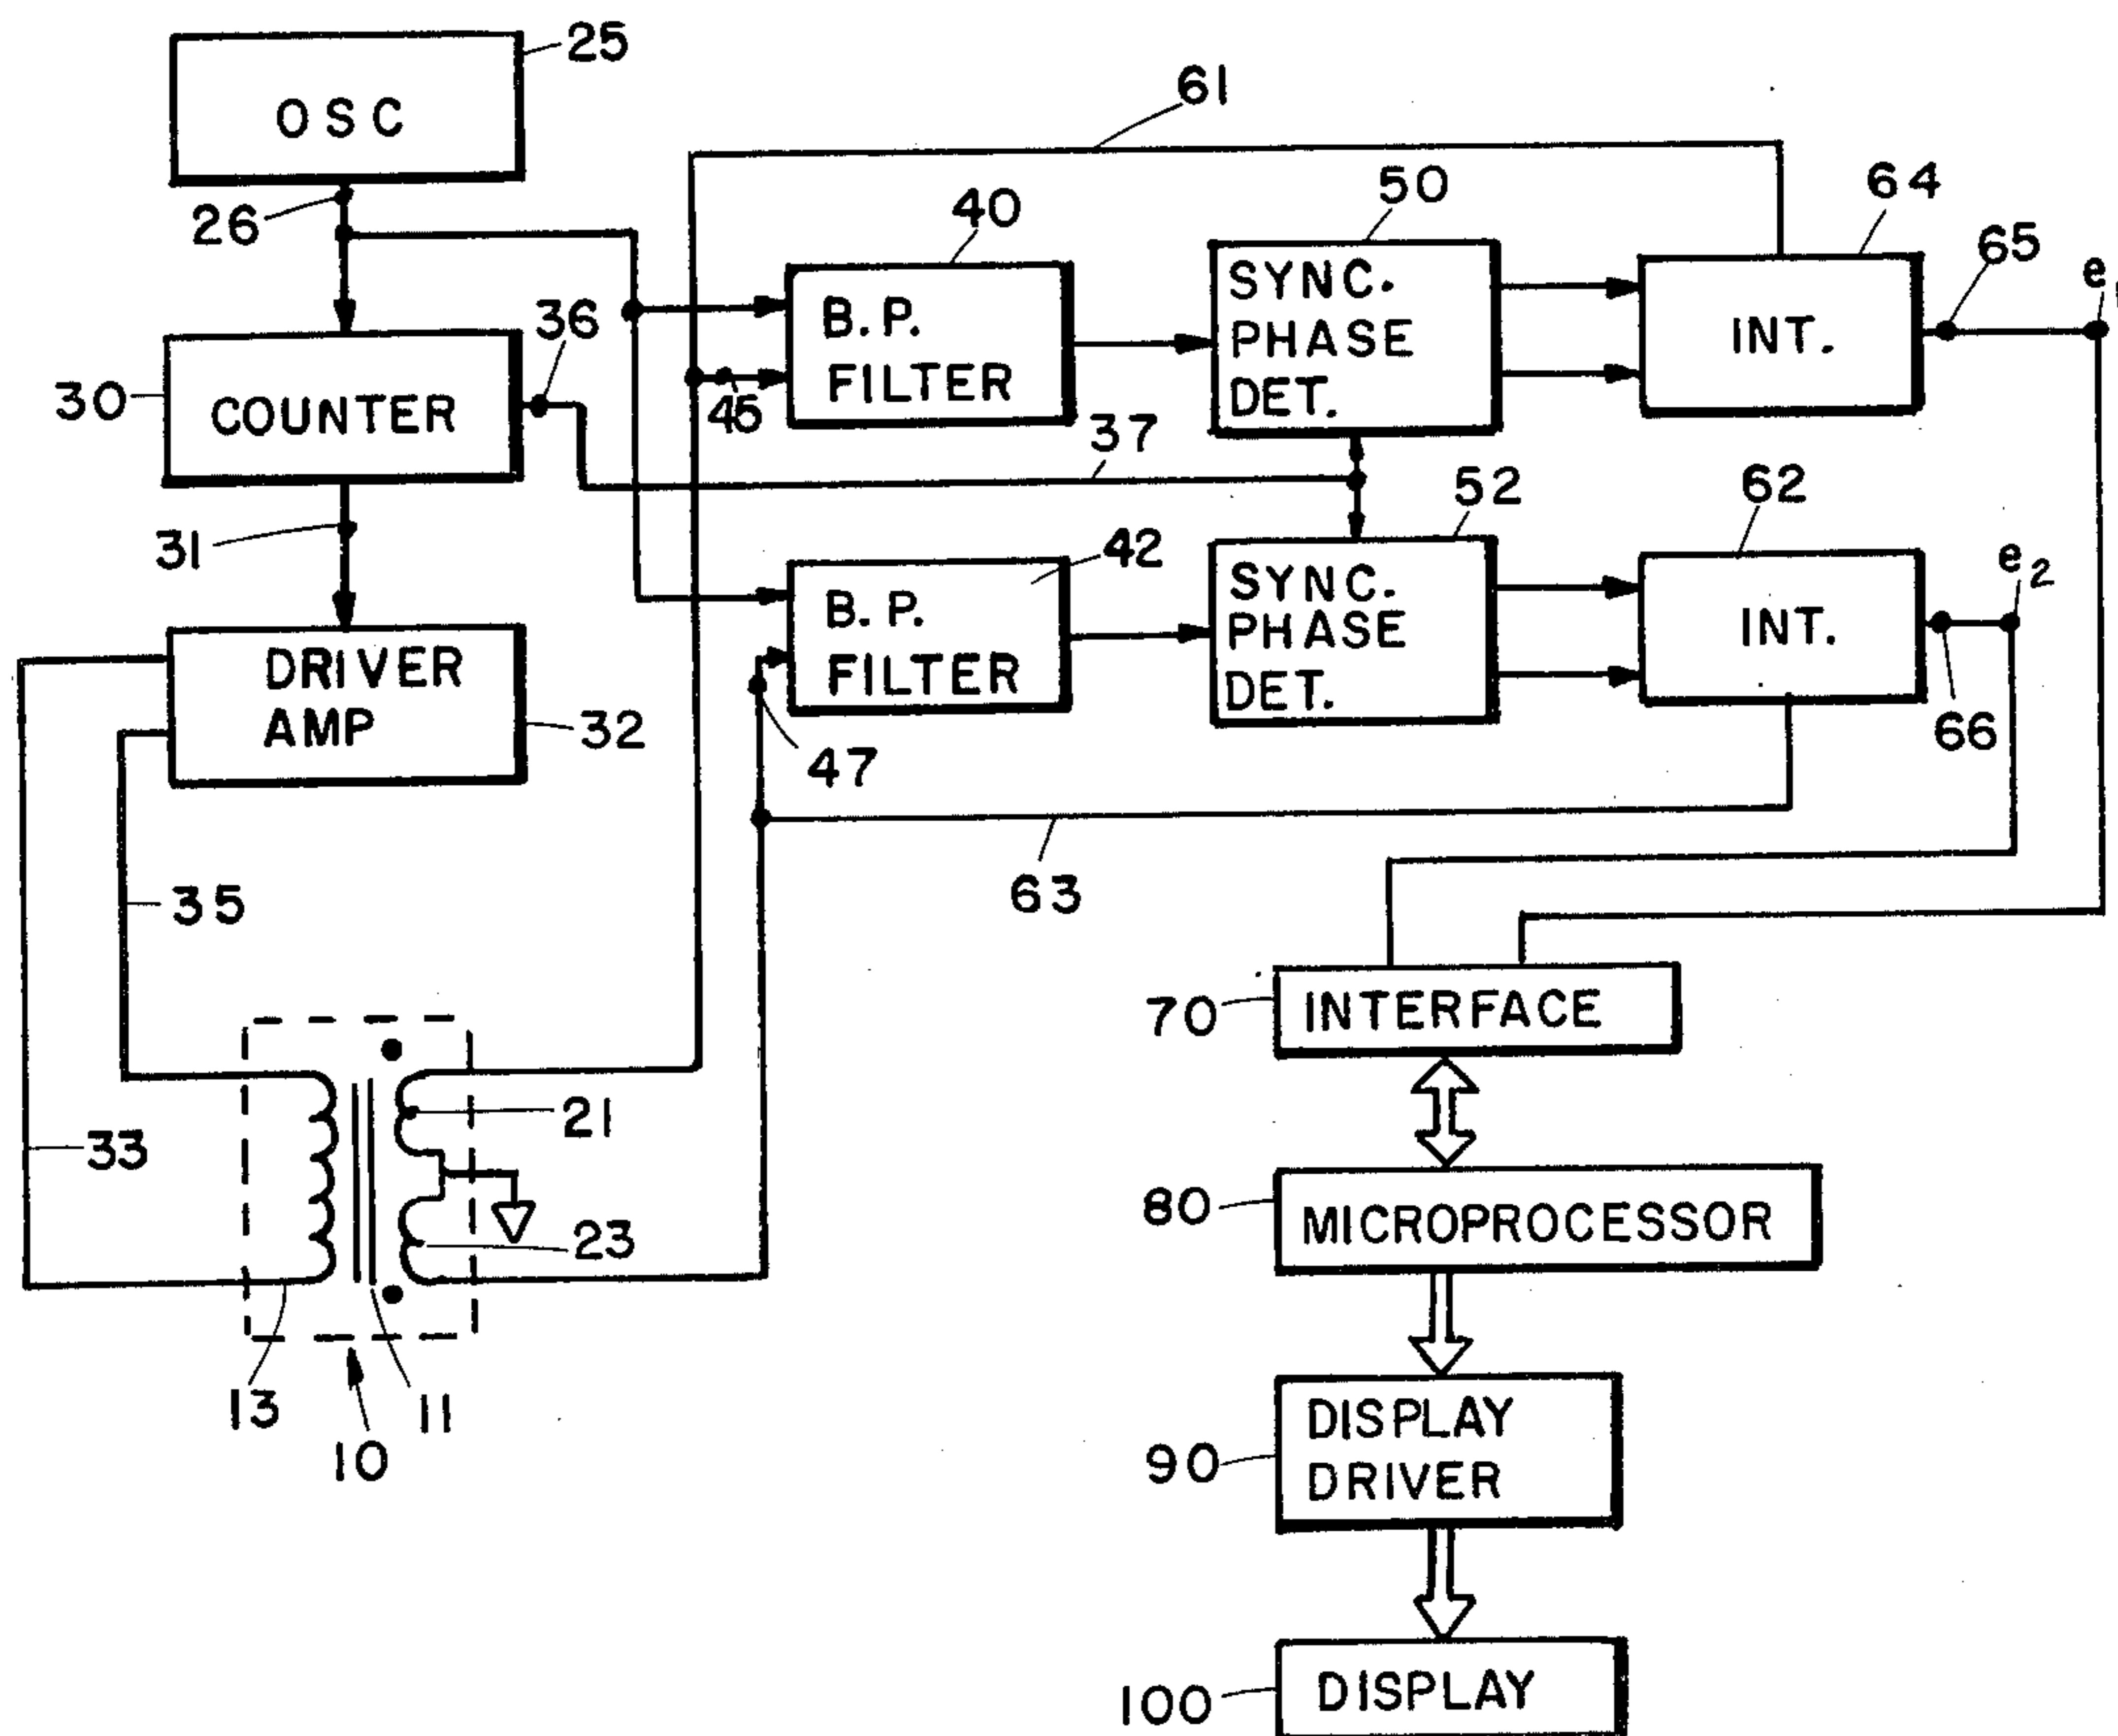 25
OSC
26
61
40
50
64
65
e1
36
B.P.
FILTER
SYNC.
PHASE
DET.
INT.
30
COUNTER
45
37
31
42
52
62
e2
B.P.
FILTER
SYNC.
PHASE
DET.
INT.
66
DRIVER
AMP
32
47
35
63
70
INTERFACE
33
21
23
80
MICROPROCESSOR
13
11
10
90
DISPLAY
DRIVER
100
DISPLAY